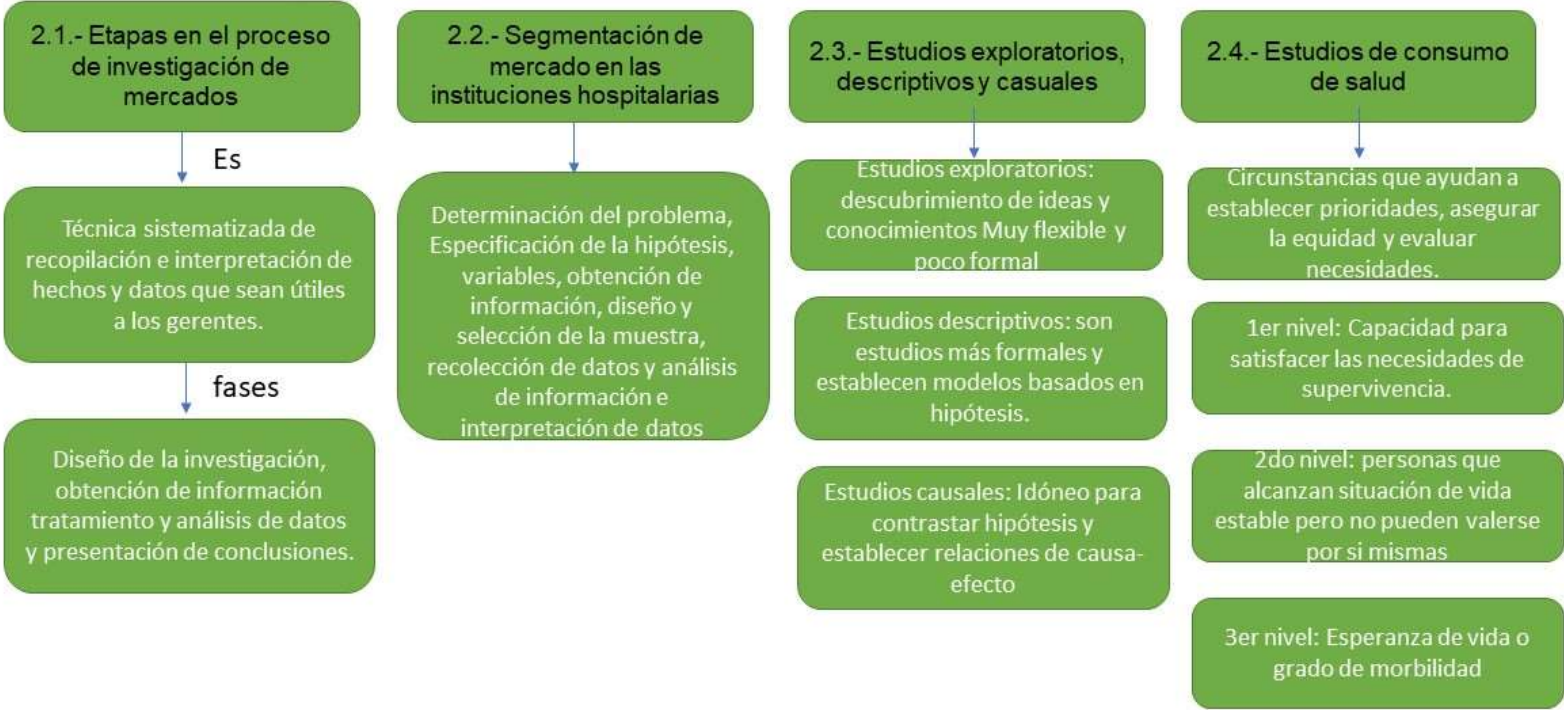 2.1.- Etapas en el proceso
de investigación de
mercados
Es
Técnica sistematizada de
recopilación e interpretación de
hechos y datos que sean útiles
a los gerentes.
fases
Diseño de la investigación,
obtención de información
tratamiento y análisis de datos
y presentación de conclusiones.
2.2.- Segmentación de
mercado en las
instituciones hospitalarias
Determinación del problema,
Especificación de la hipótesis,
variables, obtención de
información, diseño y
selección de la muestra,
recolección de datos y análisis
de información e
interpretación de datos
2.3.- Estudios exploratorios,
descriptivos y casuales
Estudios exploratorios:
descubrimiento de ideas y
conocimientos Muy flexible y
poco formal
Estudios descriptivos: son
estudios más formales y
establecen modelos basados en
hipótesis.
Estudios causales: Idóneo para
contrastar hipótesis y
establecer relaciones de causa-
efecto
2.4.- Estudios de consumo
de salud
Circunstancias que ayudan a
establecer prioridades, asegurar
la equidad y evaluar
necesidades.
1er nivel: Capacidad para
satisfacer las necesidades de
supervivencia.
2do nivel: personas que
alcanzan situación de vida
estable pero no pueden valerse
por si mismas
3er nivel: Esperanza de vida o
grado de morbilidad